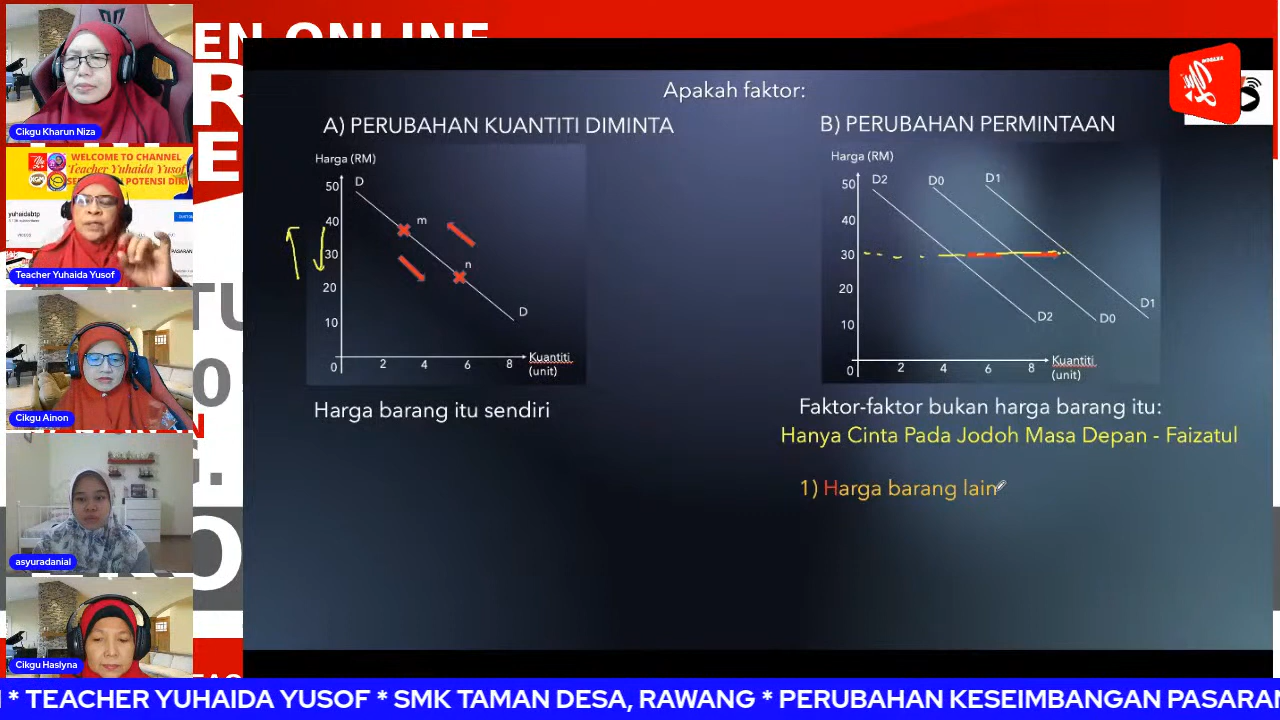 EN ONLINE
Cikgu Kharun Niza
WELCOME TO CHANNEL
Teacher Yuhaida Yusof
yuhaidabtp
Teacher Yuhaida Yusof
Cikgu Ainon
asyuradanial
Cikgu Haslyna
Apakah faktor:
A) PERUBAHAN KUANTITI DIMINTA
Harga (RM)
50
40
30
20
10
0
2
4
6
8
Kuantiti
(unit)
D
m
n
D
Harga barang itu sendiri
B) PERUBAHAN PERMINTAAN
Harga (RM)
50
40
30
20
10
0
2
4
6
8
Kuantiti
(unit)
D2
D0
D1
D2
D0
D1
Faktor-faktor bukan harga barang itu:
Hanya Cinta Pada Jodoh Masa Depan - Faizatul
1) Harga barang lain
* TEACHER YUHAIDA YUSOF * SMK TAMAN DESA, RAWANG * PERUBAHAN KESEIMBANGAN PASARAN